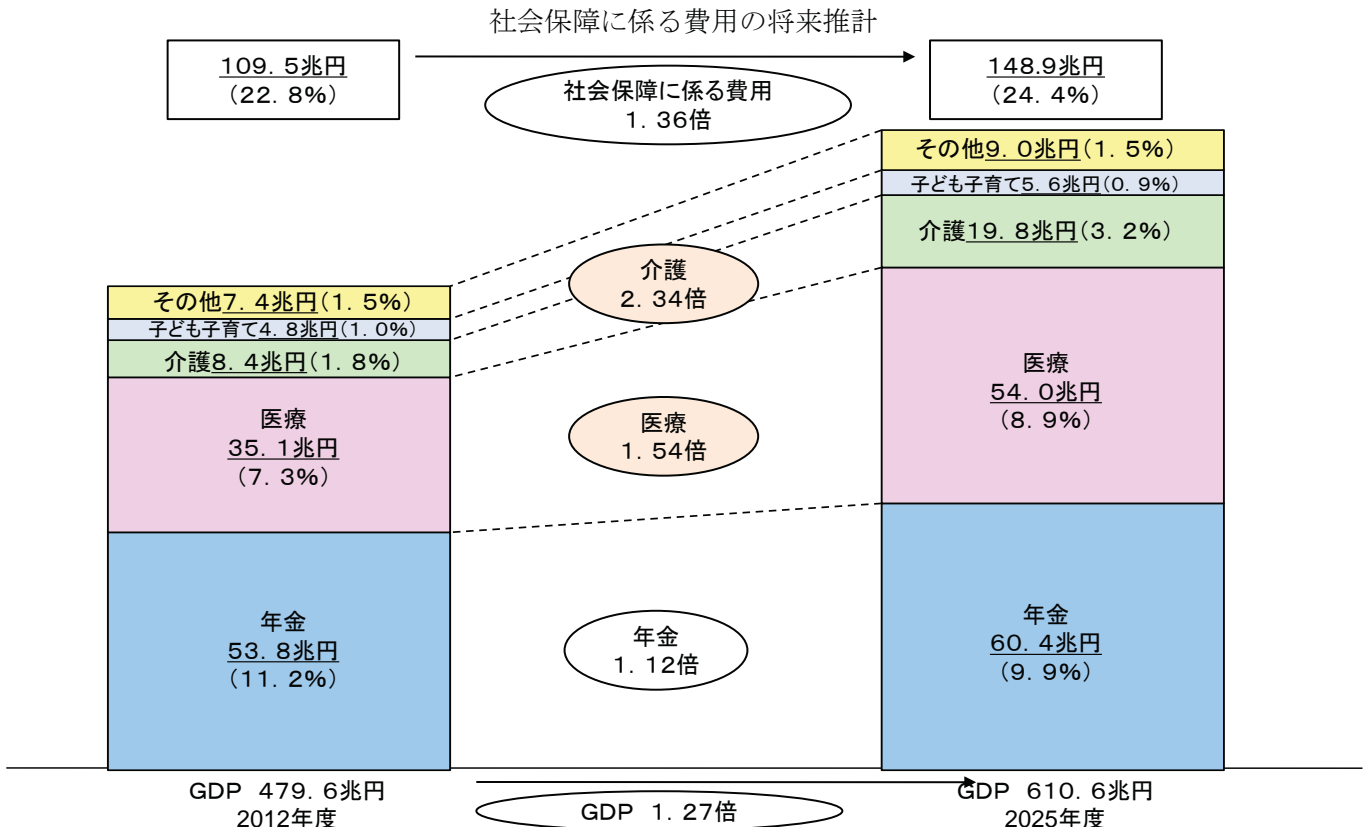 社会保障に係る費用の将来推計
109．5兆円
（22．8%）
148.9兆円
（24．4%）
社会保障に係る費用
1．36倍
その他9．0兆円（1．5%）
子ども子育て5．6兆円（0．9%）
介護19．8兆円（3．2%）
医療
54．0兆円
（8．9%）
年金
60．4兆円
（9．9%）
介護
2．34倍
医療
1．54倍
年金
1．12倍
その他7．4兆円（1．5%）
子ども子育て4．8兆円（1．0%）
介護8．4兆円（1．8%）
医療
35．1兆円
（7．3%）
年金
53．8兆円
（11．2%）
GDP 479．6兆円
2012年度
GDP 1．27倍
GDP 610．6兆円
2025年度